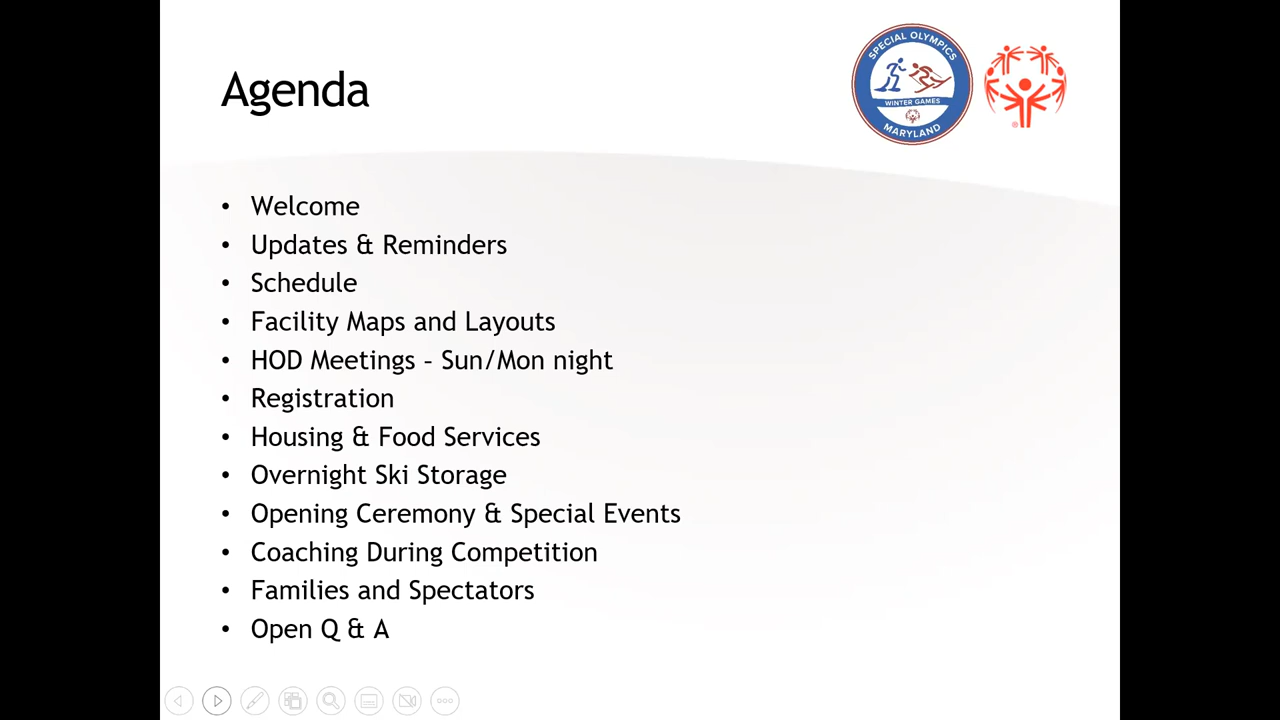 Agenda
SPECIAL OLYMPICS
WINTER GAMES
MARYLAND
®
• Welcome
• Updates & Reminders
• Schedule
• Facility Maps and Layouts
• HOD Meetings – Sun/Mon night
• Registration
• Housing & Food Services
• Overnight Ski Storage
• Opening Ceremony & Special Events
• Coaching During Competition
• Families and Spectators
• Open Q & A